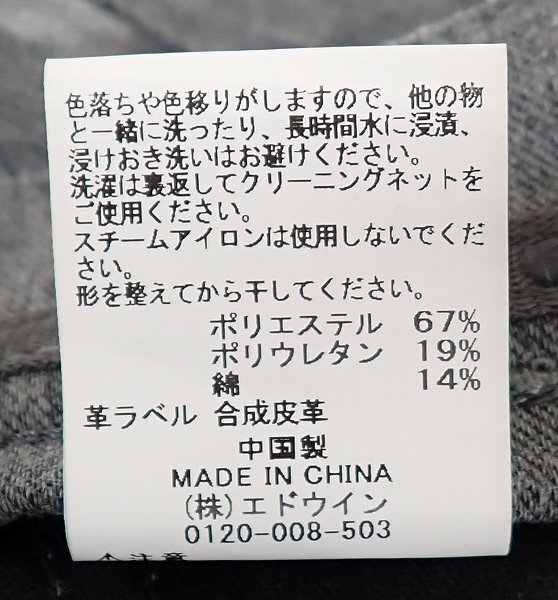 色落ちや色移りがしますので、他の物
と一緒に洗ったり、長時間水に浸漬、
浸けおき洗いはお避けください。
洗濯は裏返してクリーニングネットを
ご使用ください。
スチームアイロンは使用しないでくだ
さい。
形を整えてから干してください。
ポリエステル 67%
ポリウレタン 19%
綿 14%
革ラベル 合成皮革
中国製
MADE IN CHINA
(株)エドウイン
0120-008-503
⚠注意